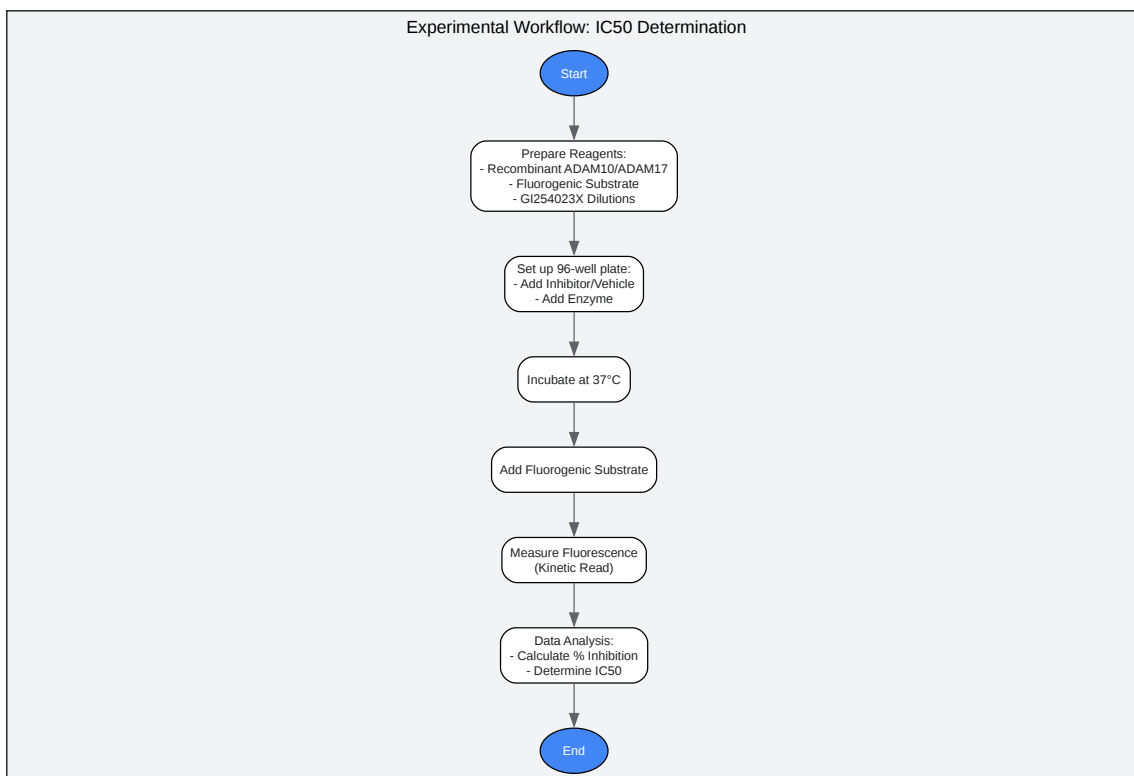 Experimental Workflow: IC50 Determination
Start
Prepare Reagents:
- Recombinant ADAM10/ADAM17
- Fluorogenic Substrate
- GI254023X Dilutions
Set up 96-well plate:
- Add Inhibitor/Vehicle
- Add Enzyme
Incubate at 37°C
Add Fluorogenic Substrate
Measure Fluorescence
(Kinetic Read)
Data Analysis:
- Calculate % Inhibition
- Determine IC50
End